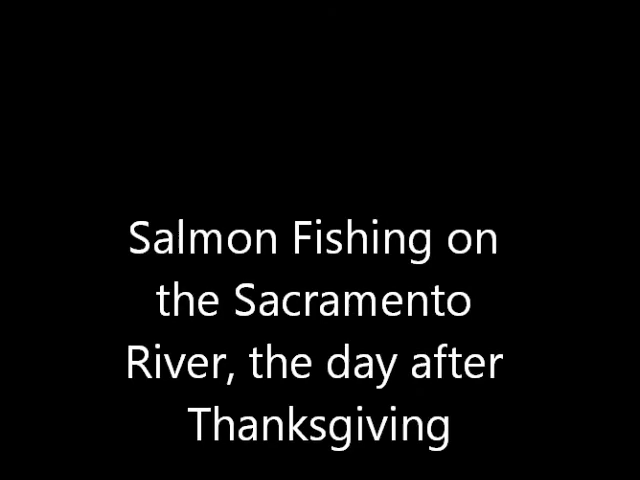 Salmon Fishing on
the Sacramento
River, the day after
Thanksgiving